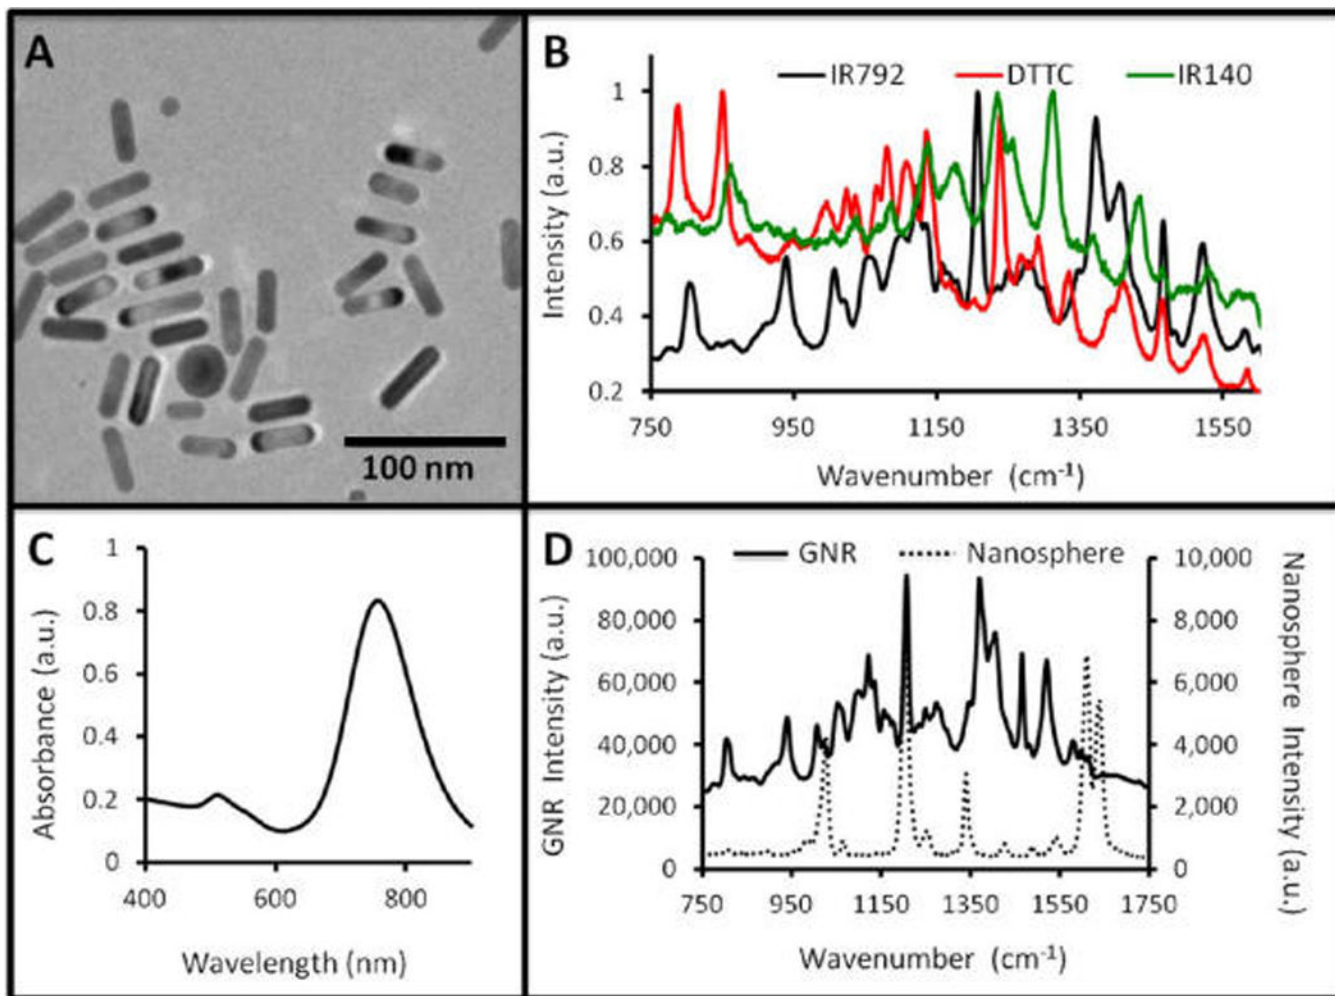 A
100 nm
B
IR792 DTTC IR140
Intensity (a.u.)
1
0.8
0.6
0.4
0.2
750 950 1150 1350 1550
Wavenumber (cm⁻¹)
C
Absorbance (a.u.)
1
0.8
0.6
0.4
0.2
0
400 600 800
Wavelength (nm)
D
GNR Nanosphere
GNR Intensity (a.u.)
100,000
80,000
60,000
40,000
20,000
0
10,000
8,000
6,000
4,000
2,000
0
Nanosphere Intensity (a.u.)
750 950 1150 1350 1550 1750
Wavenumber (cm⁻¹)